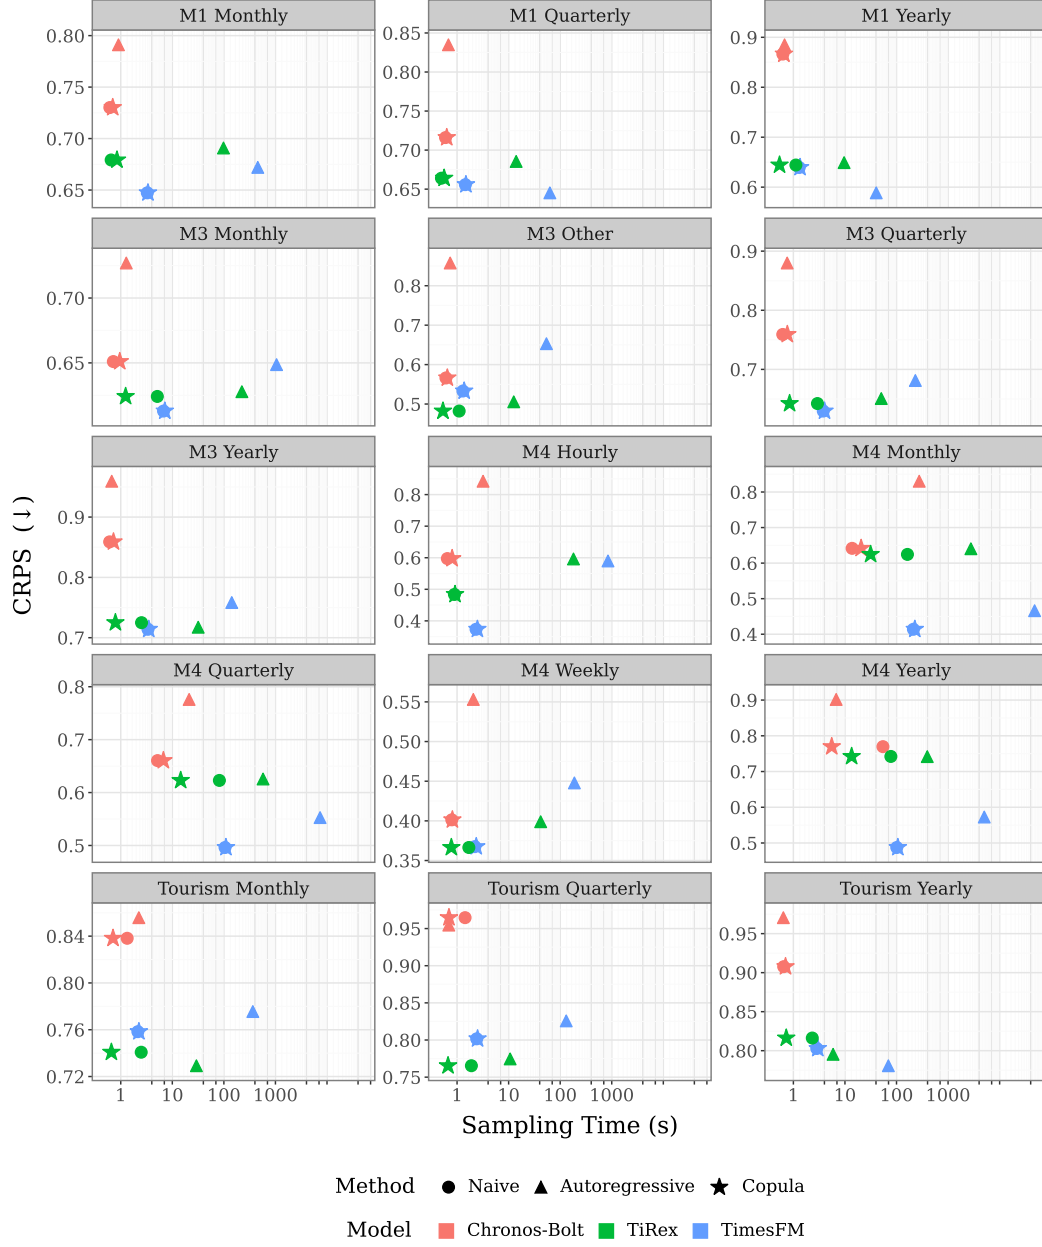 M1 Monthly
M1 Quarterly
M1 Yearly
0.80
0.75
0.70
0.65
0.85
0.80
0.75
0.70
0.65
0.9
0.8
0.7
0.6
M3 Monthly
M3 Other
M3 Quarterly
0.70
0.65
0.8
0.7
0.6
0.5
0.9
0.8
0.7
M3 Yearly
M4 Hourly
M4 Monthly
0.9
0.8
0.7
0.8
0.7
0.6
0.5
0.4
0.8
0.7
0.6
0.5
0.4
CRPS (↓)
M4 Quarterly
M4 Weekly
M4 Yearly
0.8
0.7
0.6
0.5
0.55
0.50
0.45
0.40
0.35
0.9
0.8
0.7
0.6
0.5
Tourism Monthly
Tourism Quarterly
Tourism Yearly
0.84
0.80
0.76
0.72
0.95
0.90
0.85
0.80
0.75
0.95
0.90
0.85
0.80
1 10 100 1000
1 10 100 1000
1 10 100 1000
Sampling Time (s)
Method Naive Autoregressive Copula
Model Chronos-Bolt TiRex TimesFM